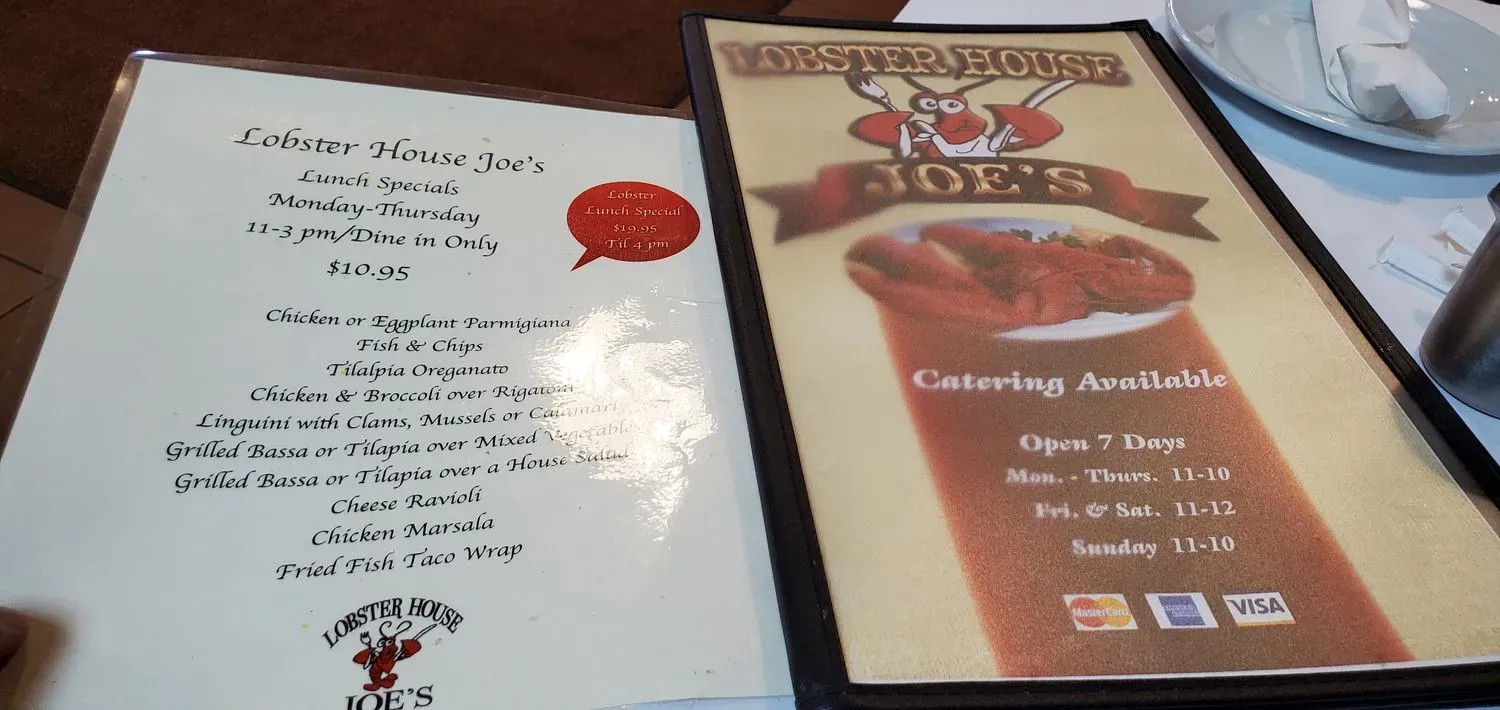 Lobster House Joe's
Lunch Specials
Monday-Thursday
11-3 pm/Dine in Only
$10.95
Lobster
Lunch Special
$19.95
Til 4 pm
Chicken or Eggplant Parmigiana
Fish & Chips
Tilalpia Oreganato
Chicken & Broccoli over Rigatoni
Linguini with Clams, Mussels or Calamari
Grilled Bassa or Tilapia over Mixed Vegetables
Grilled Bassa or Tilapia over a House Salad
Cheese Ravioli
Chicken Marsala
Fried Fish Taco Wrap
LOBSTER HOUSE
JOE'S
LOBSTER HOUSE
JOE'S
Catering Available
Open 7 Days
Mon. - Thurs. 11-10
Fri. & Sat. 11-12
Sunday 11-10
MasterCard
VISA